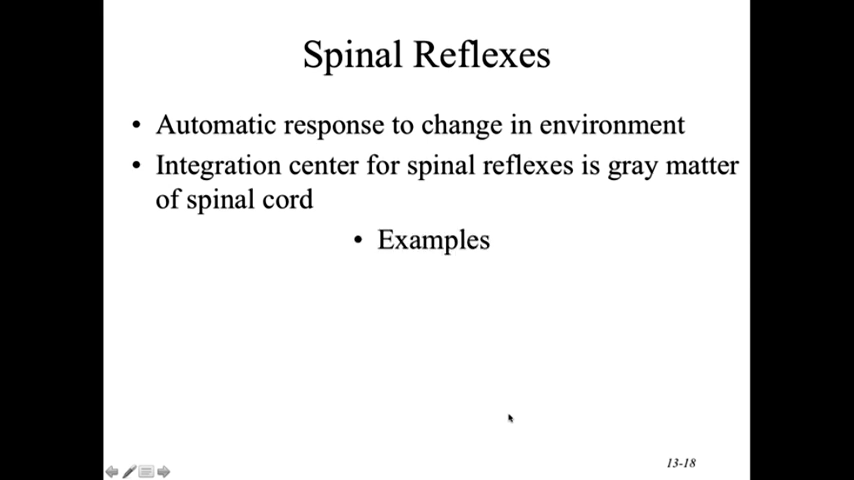 Spinal Reflexes
• Automatic response to change in environment
• Integration center for spinal reflexes is gray matter
of spinal cord
• Examples
13-18